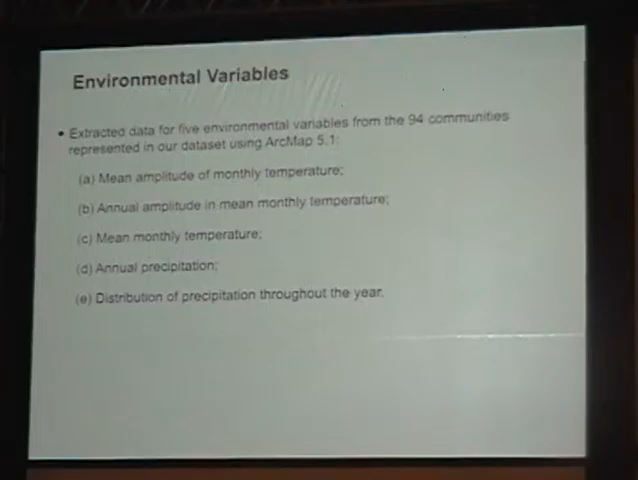 Environmental Variables
• Extracted data for five environmental variables from the 94 communities
represented in our dataset using ArcMap 5.1:
(a) Mean amplitude of monthly temperature;
(b) Annual amplitude in mean monthly temperature;
(c) Mean monthly temperature;
(d) Annual precipitation;
(e) Distribution of precipitation throughout the year.